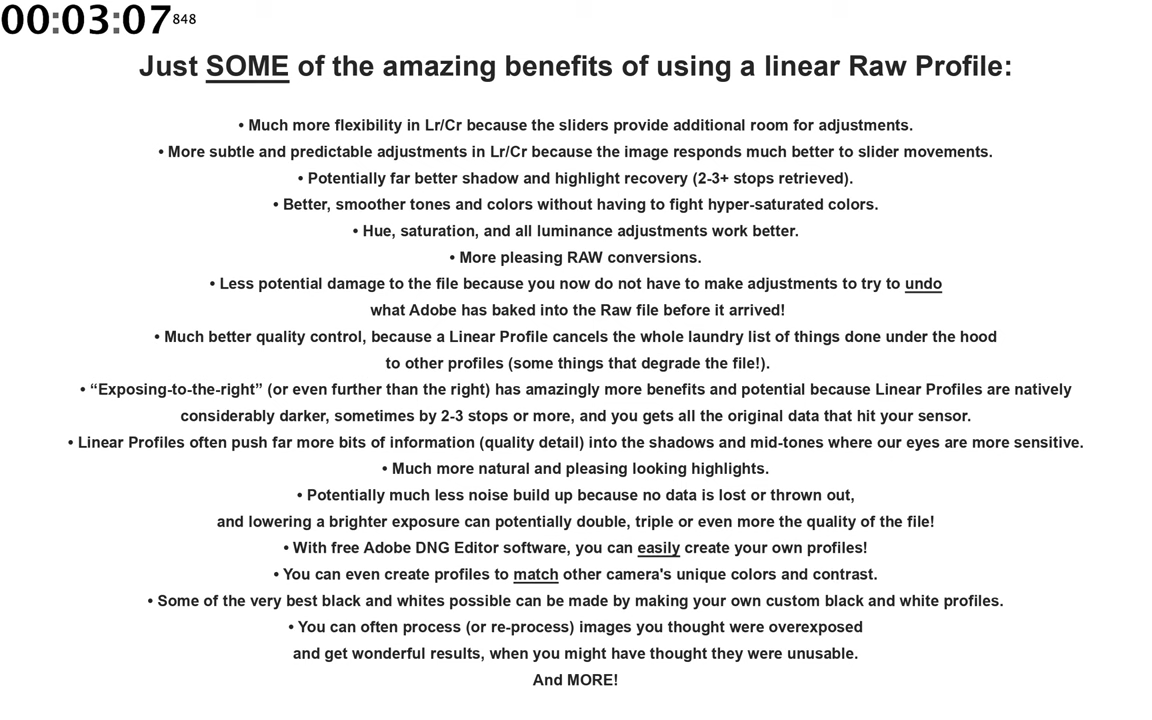 00:03:07848
Just SOME of the amazing benefits of using a linear Raw Profile:
• Much more flexibility in Lr/Cr because the sliders provide additional room for adjustments.
• More subtle and predictable adjustments in Lr/Cr because the image responds much better to slider movements.
• Potentially far better shadow and highlight recovery (2-3+ stops retrieved).
• Better, smoother tones and colors without having to fight hyper-saturated colors.
• Hue, saturation, and all luminance adjustments work better.
• More pleasing RAW conversions.
• Less potential damage to the file because you now do not have to make adjustments to try to undo
what Adobe has baked into the Raw file before it arrived!
• Much better quality control, because a Linear Profile cancels the whole laundry list of things done under the hood
to other profiles (some things that degrade the file!).
• “Exposing-to-the-right” (or even further than the right) has amazingly more benefits and potential because Linear Profiles are natively
considerably darker, sometimes by 2-3 stops or more, and you gets all the original data that hit your sensor.
• Linear Profiles often push far more bits of information (quality detail) into the shadows and mid-tones where our eyes are more sensitive.
• Much more natural and pleasing looking highlights.
• Potentially much less noise build up because no data is lost or thrown out,
and lowering a brighter exposure can potentially double, triple or even more the quality of the file!
• With free Adobe DNG Editor software, you can easily create your own profiles!
• You can even create profiles to match other camera's unique colors and contrast.
• Some of the very best black and whites possible can be made by making your own custom black and white profiles.
• You can often process (or re-process) images you thought were overexposed
and get wonderful results, when you might have thought they were unusable.
And MORE!